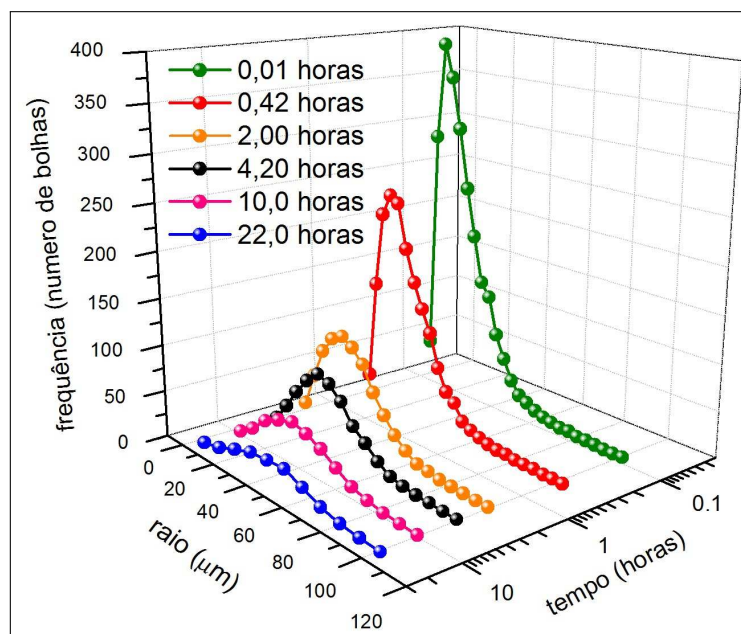 400
350
300
250
200
150
100
50
0
frequência (numero de bolhas)
0,01 horas
0,42 horas
2,00 horas
4,20 horas
10,0 horas
22,0 horas
0
20
40
60
80
100
120
raio (μm)
10
1
0.1
tempo (horas)